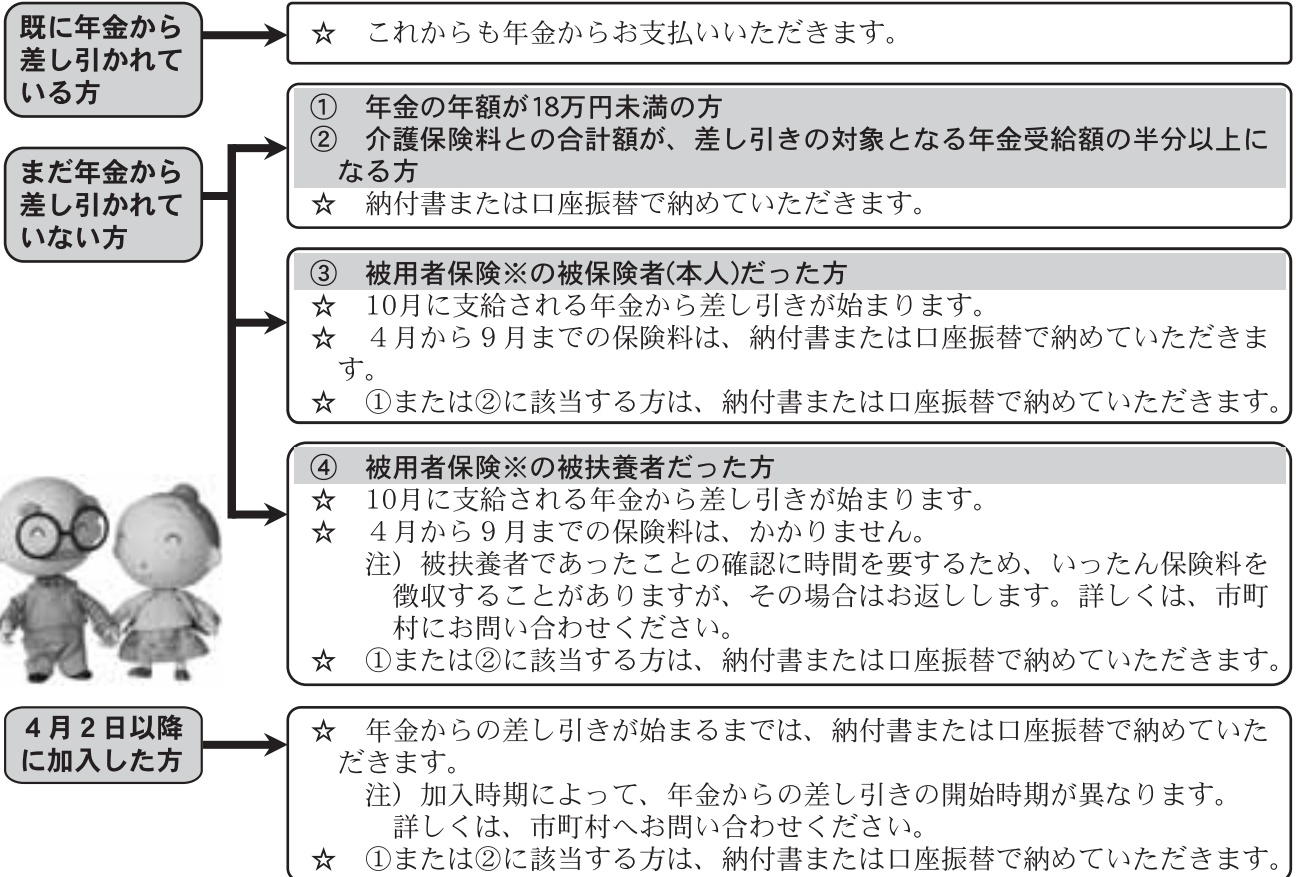 既に年金から
差し引かれて
いる方
☆　これからも年金からお支払いいただきます。
まだ年金から
差し引かれて
いない方
①　年金の年額が18万円未満の方
②　介護保険料との合計額が、差し引きの対象となる年金受給額の半分以上に
なる方
☆　納付書または口座振替で納めていただきます。
③　被用者保険※の被保険者(本人)だった方
☆　10月に支給される年金から差し引きが始まります。
☆　４月から９月までの保険料は、納付書または口座振替で納めていただきま
す。
☆　①または②に該当する方は、納付書または口座振替で納めていただきます。
④　被用者保険※の被扶養者だった方
☆　10月に支給される年金から差し引きが始まります。
☆　４月から９月までの保険料は、かかりません。
注）被扶養者であったことの確認に時間を要するため、いったん保険料を
徴収することがありますが、その場合はお返しします。詳しくは、市町
村にお問い合わせください。
☆　①または②に該当する方は、納付書または口座振替で納めていただきます。
４月２日以降
に加入した方
☆　年金からの差し引きが始まるまでは、納付書または口座振替で納めていた
だきます。
注）加入時期によって、年金からの差し引きの開始時期が異なります。
詳しくは、市町村へお問い合わせください。
☆　①または②に該当する方は、納付書または口座振替で納めていただきます。